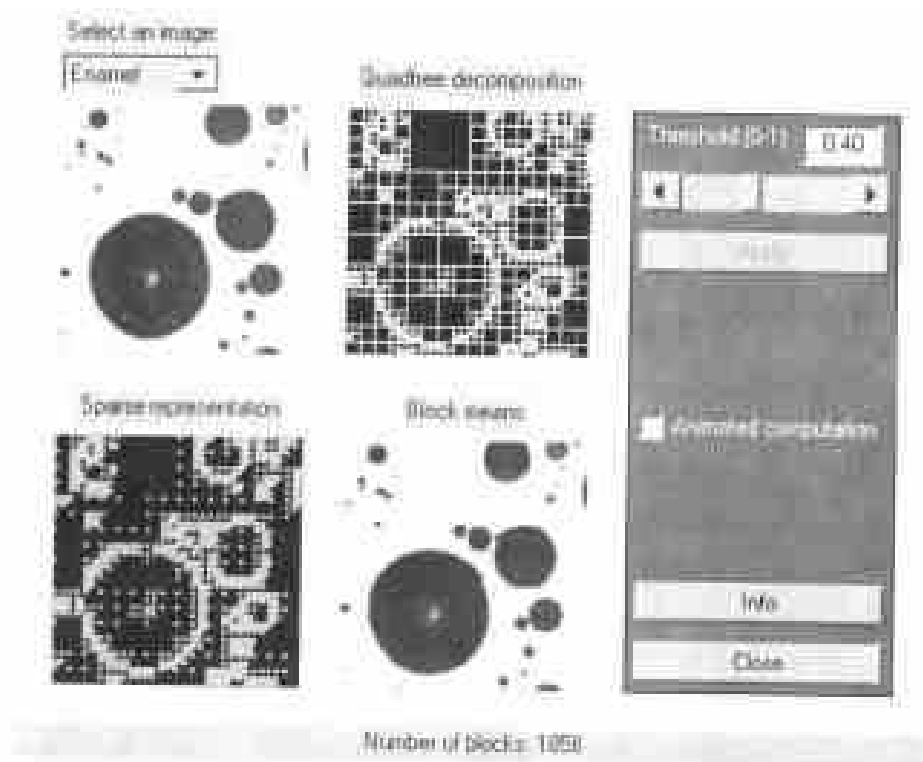 Select an image:
Enamel
Quadtree decomposition
Threshold [0-1]: 0.40
Sparse representation
Block means
Animated computation
Info
Close
Number of blocks: